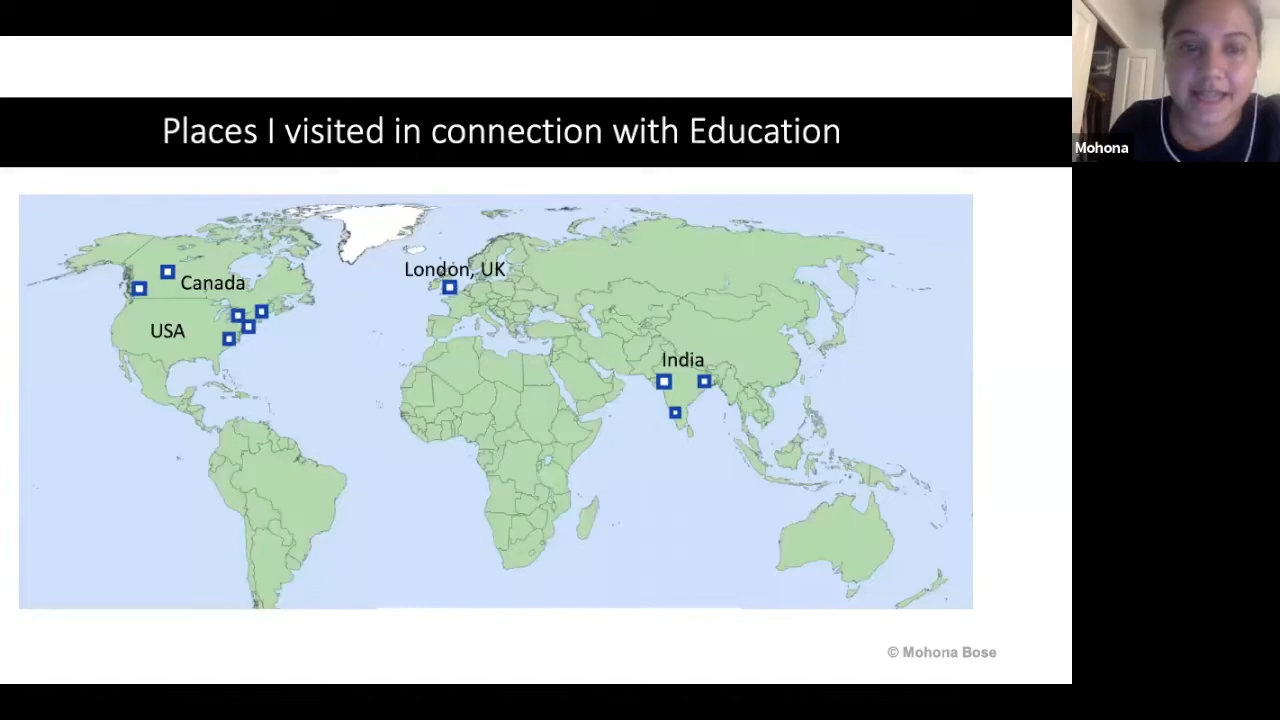 Places I visited in connection with Education
Mohona
London, UK
Canada
USA
India
© Mohona Bose